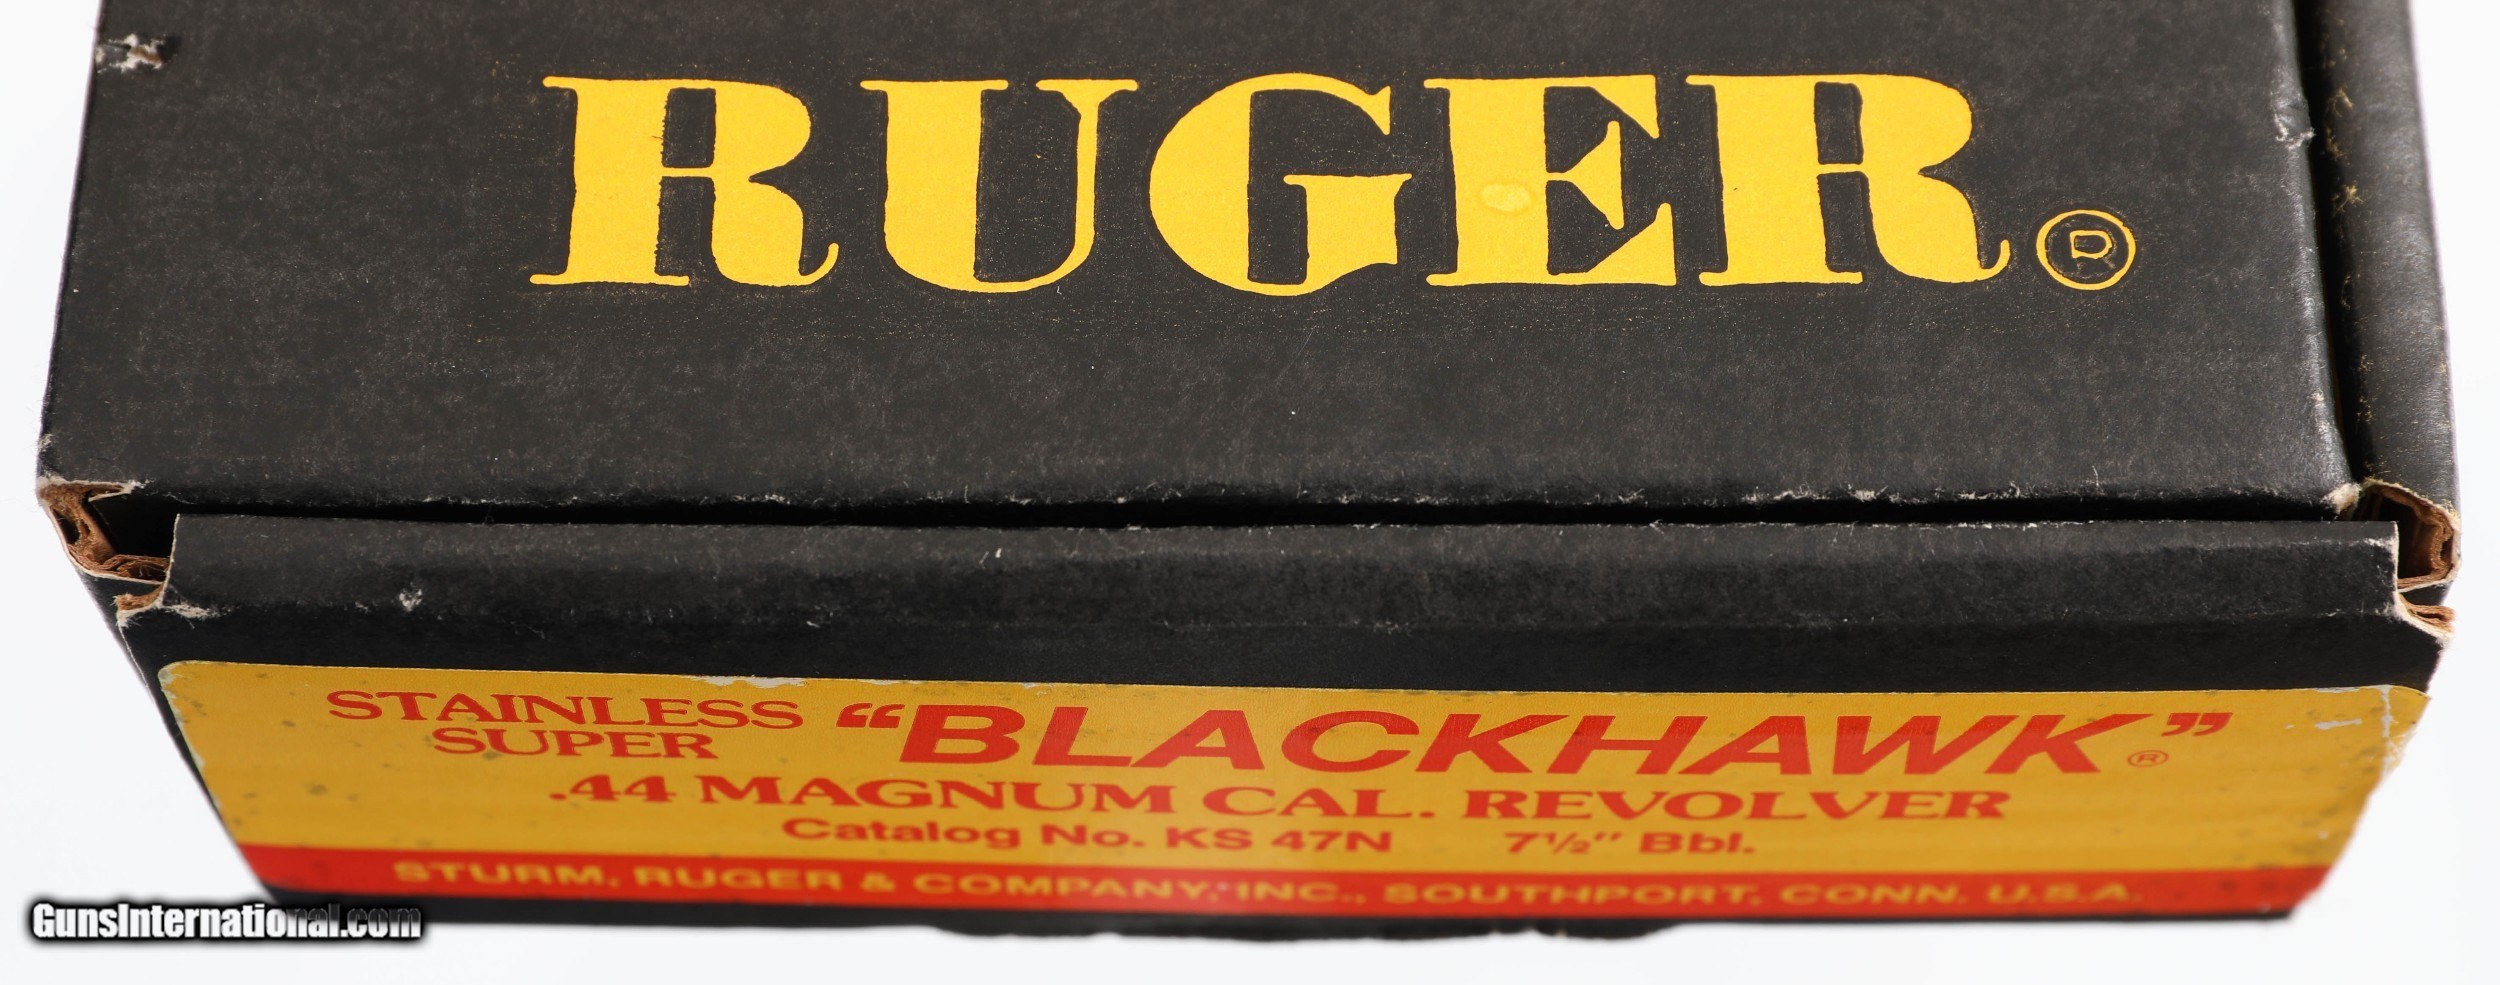 RUGER®
STAINLESS SUPER "BLACKHAWK"®
.44 MAGNUM CAL. REVOLVER
Catalog No. KS 47N 7½" Bbl.
STURM, RUGER & COMPANY, INC., SOUTHPORT, CONN. U.S.A.
GunsInternational.com